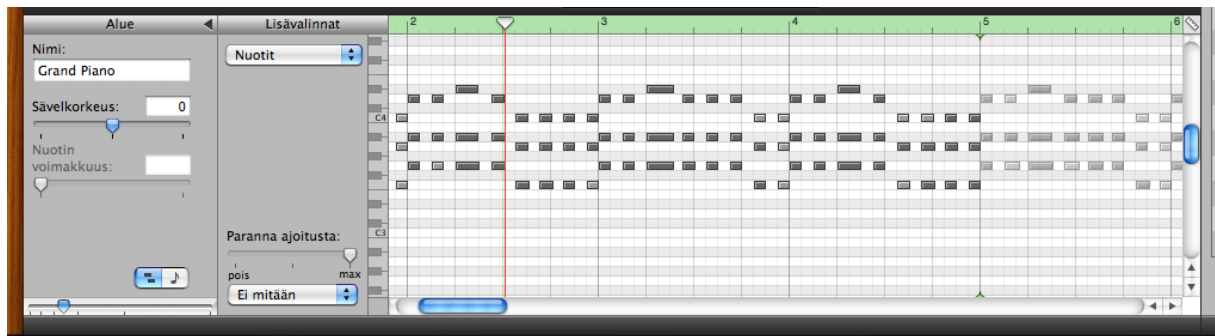 Alue
Lisävalinnat
2
3
4
5
6
Nimi:
Grand Piano
Sävelkorkeus:
0
Nuotin
voimakkuus:
Nuotit
C4
C3
Paranna ajoitusta:
pois
max
Ei mitään